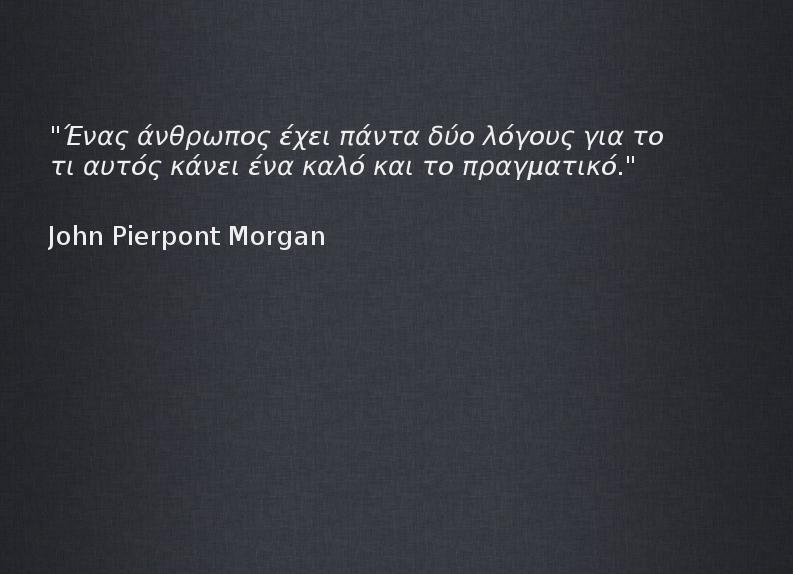 "Ένας άνθρωπος έχει πάντα δύο λόγους για το
τι αυτός κάνει ένα καλό και το πραγματικό."
John Pierpont Morgan